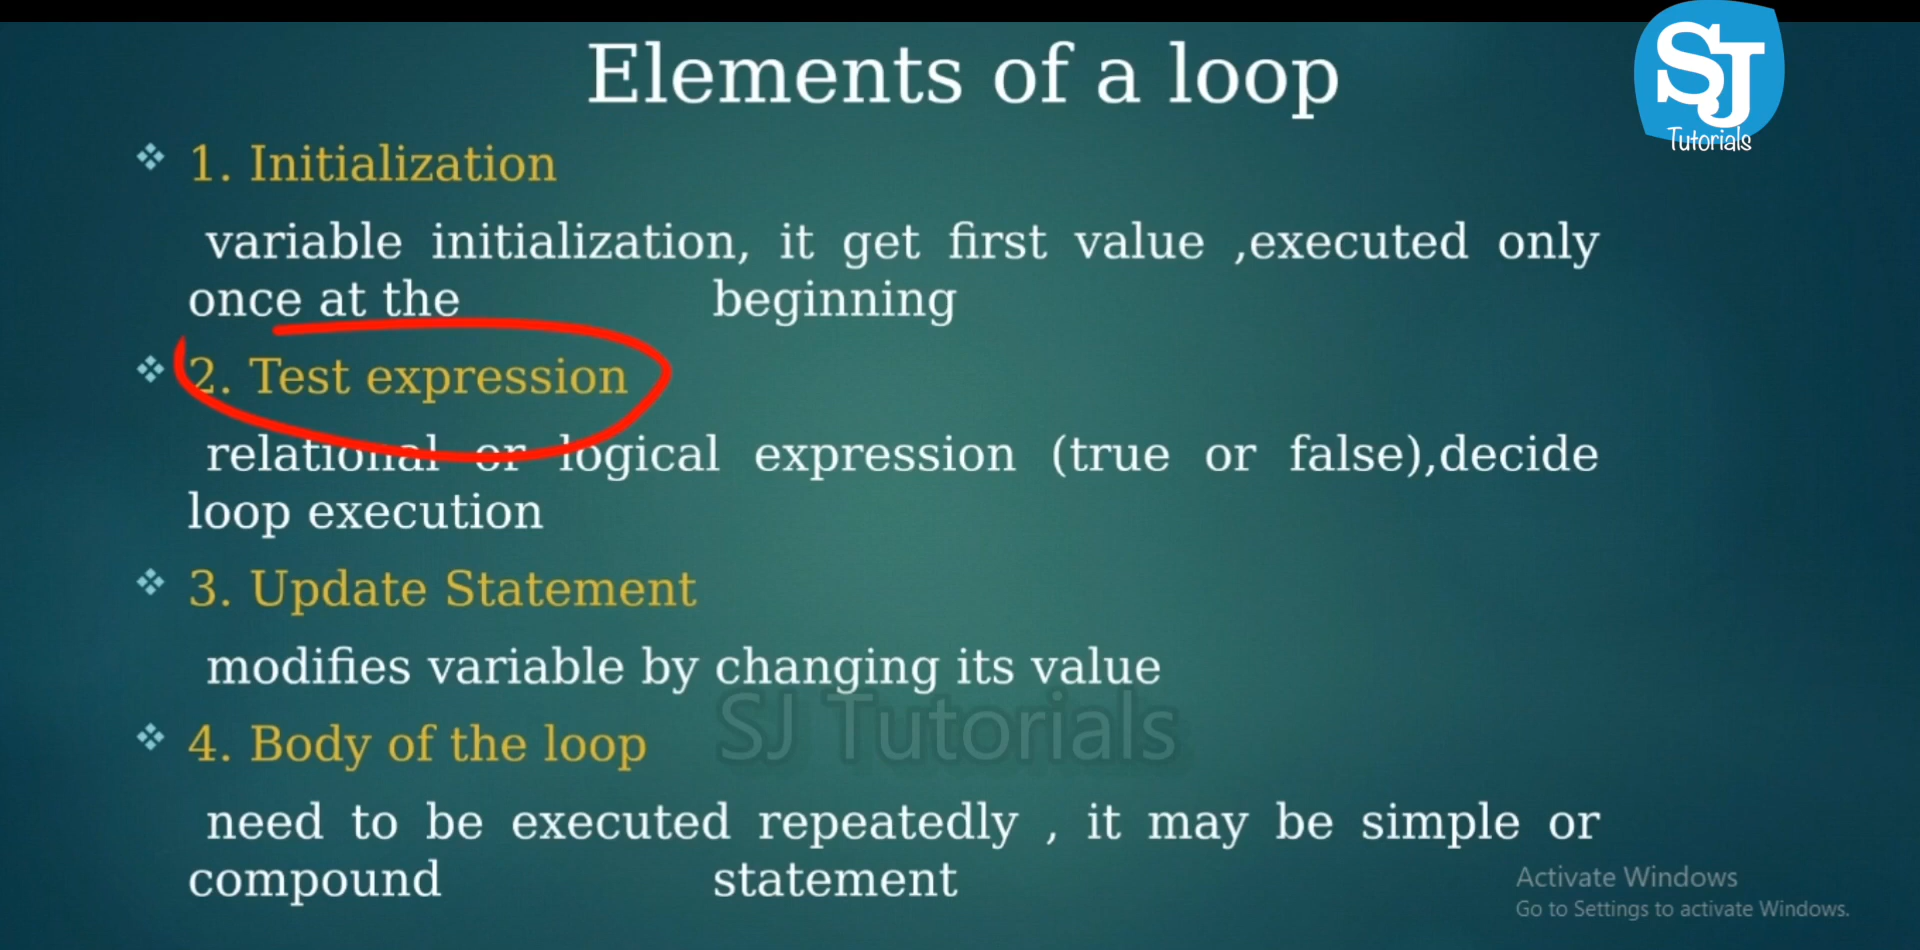 Elements of a loop
SJ
Tutorials
1. Initialization
variable initialization, it get first value ,executed only
once at the beginning
2. Test expression
relational or logical expression (true or false),decide
loop execution
3. Update Statement
modifies variable by changing its value
SJ Tutorials
4. Body of the loop
need to be executed repeatedly , it may be simple or
compound statement
Activate Windows
Go to Settings to activate Windows.